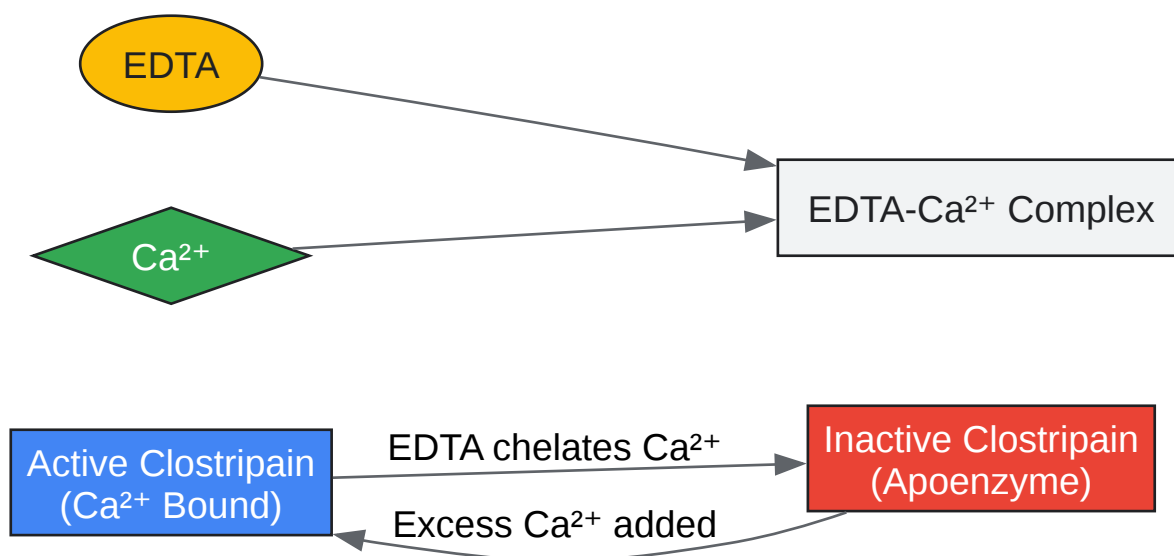 EDTA
EDTA-Ca²⁺ Complex
Ca²⁺
Active Clostripain
(Ca²⁺ Bound)
EDTA chelates Ca²⁺
Excess Ca²⁺ added
Inactive Clostripain
(Apoenzyme)